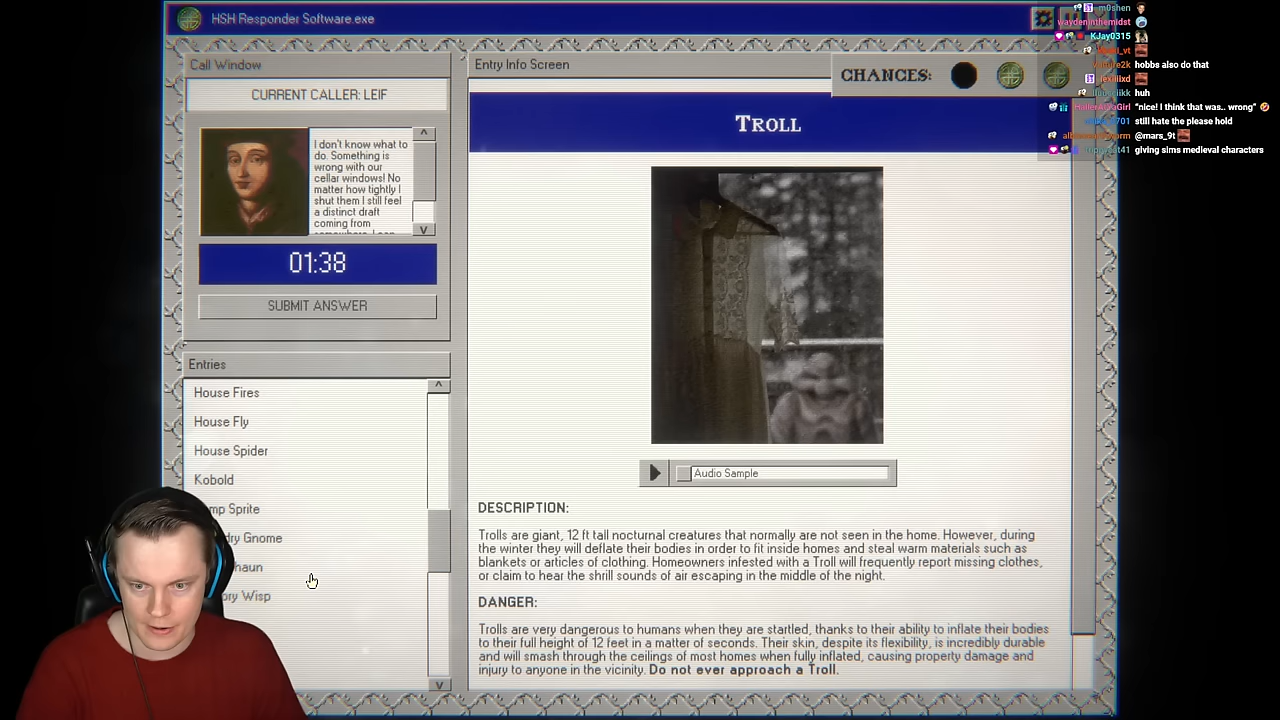 HSH Responder Software.exe
Call Window
CURRENT CALLER: LEIF
I don't know what to
do. Something is
wrong with our
cellar windows! No
matter how tightly I
shut them I still feel
a distinct draft
coming from
01:38
SUBMIT ANSWER
Entries
House Fires
House Fly
House Spider
Kobold
mp Sprite
dry Gnome
haun
ory Wisp
Entry Info Screen
CHANCES:
TROLL
Audio Sample
DESCRIPTION:
Trolls are giant, 12 ft tall nocturnal creatures that normally are not seen in the home. However, during
the winter they will deflate their bodies in order to fit inside homes and steal warm materials such as
blankets or articles of clothing. Homeowners infested with a Troll will frequently report missing clothes,
or claim to hear the shrill sounds of air escaping in the middle of the night.
DANGER:
Trolls are very dangerous to humans when they are startled, thanks to their ability to inflate their bodies
to their full height of 12 feet in a matter of seconds. Their skin, despite its flexibility, is incredibly durable
and will smash through the ceilings of most homes when fully inflated, causing property damage and
injury to anyone in the vicinity. Do not ever approach a Troll.
m0shen
waydeninthemidst
KJay0315
hobbs also do that
huh
"nice! I think that was.. wrong"
still hate the please hold
@mars_9t
giving sims medieval characters